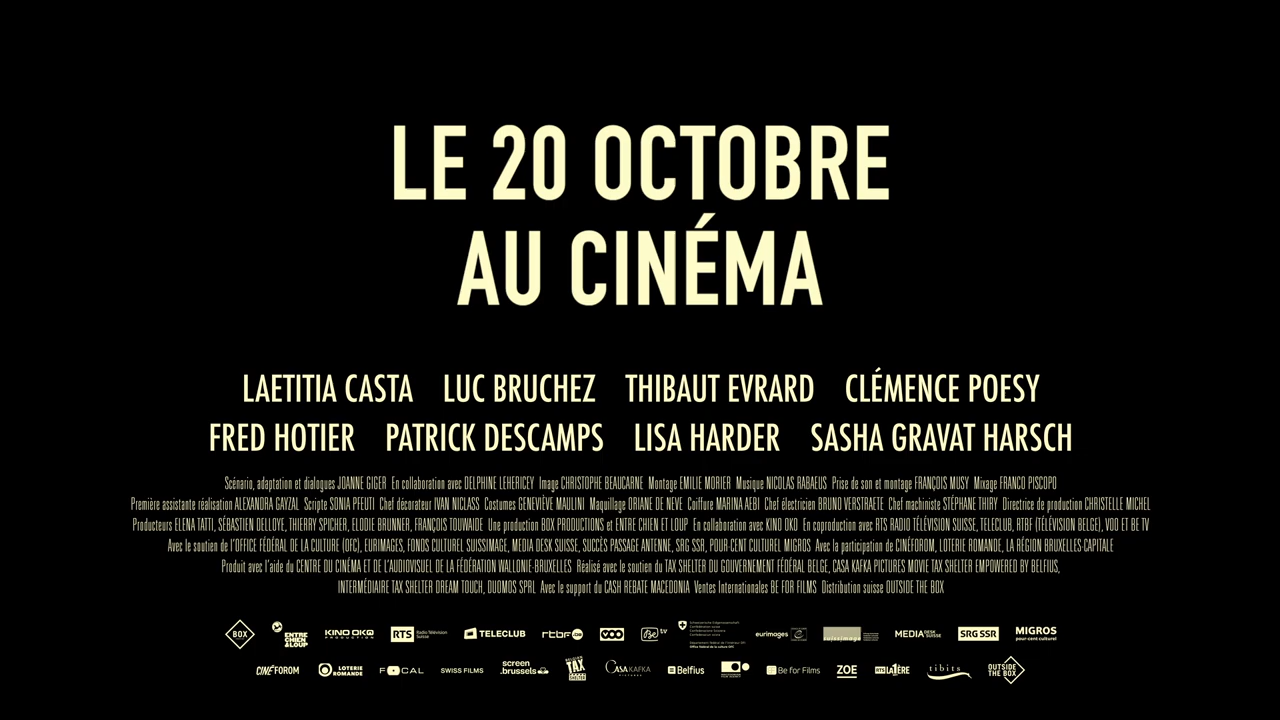 LE 20 OCTOBRE
AU CINÉMA
LAETITIA CASTA LUC BRUCHEZ THIBAUT EVRARD CLÉMENCE POESY
FRED HOTIER PATRICK DESCAMPS LISA HARDER SASHA GRAVAT HARSCH
Scénario, adaptation et dialogues JOANNE GIGER En collaboration avec DELPHINE LEHERICEY Image CHRISTOPHE BEAUCARNE Montage EMILIE MORIER Musique NICOLAS RABAEUS Prise de son et montage FRANÇOIS MUSY Mixage FRANCO PISCOPO
Première assistante réalisation ALEXANDRA GAYZAL Scripte SONIA PFEUTI Chef décorateur IVAN NICLASS Costumes GENEVIÈVE MAULINI Maquillage ORIANE DE NEVE Coiffure MARINA AEBI Chef électricien BRUNO VERSTRAETE Chef machiniste STÉPHANE THIRY Directrice de production CHRISTELLE MICHEL
Producteurs ELENA TATTI, SÉBASTIEN DELLOYE, THIERRY SPICHER, ELODIE BRUNNER, FRANÇOIS TOUWAIDE Une production BOX PRODUCTIONS et ENTRE CHIEN ET LOUP En collaboration avec KINO OKO En coproduction avec RTS RADIO TÉLÉVISION SUISSE, TELECLUB, RTBF (TÉLÉVISION BELGE), VOO ET BE TV
Avec le soutien de l'OFFICE FÉDÉRAL DE LA CULTURE (OFC), EURIMAGES, FONDS CULTUREL SUISSIMAGE, MEDIA DESK SUISSE, SUCCÈS PASSAGE ANTENNE, SRG SSR, POUR-CENT CULTUREL MIGROS Avec la participation de CINÉFOROM, LOTERIE ROMANDE, LA RÉGION BRUXELLES CAPITALE
Produit avec l'aide du CENTRE DU CINÉMA ET DE L'AUDIOVISUEL DE LA FÉDÉRATION WALLONIE-BRUXELLES Réalisé avec le soutien du TAX SHELTER DU GOUVERNEMENT FÉDÉRAL BELGE, CASA KAFKA PICTURES MOVIE TAX SHELTER EMPOWERED BY BELFIUS,
INTERMÉDIAIRE TAX SHELTER DREAM TOUCH, DUOMOS SPRL Avec le support du CASH REBATE MACEDONIA Ventes Internationales BE FOR FILMS Distribution suisse OUTSIDE THE BOX
BOX ENTRE CHIEN &LOUP KINO OKO PRODUCTION RTS Radio Télévision Suisse TELECLUB rtbf.be VOO Be tv eurimages MEDIA DESK SUISSE SRG SSR MIGROS pour-cent culturel
CINÉFOROM LOTERIE ROMANDE FOCAL SWISS FILMS screen.brussels TAX CASA KAFKA PICTURES Belfius Be for Films ZOE RTS LA 1ÈRE tibits OUTSIDE THE BOX